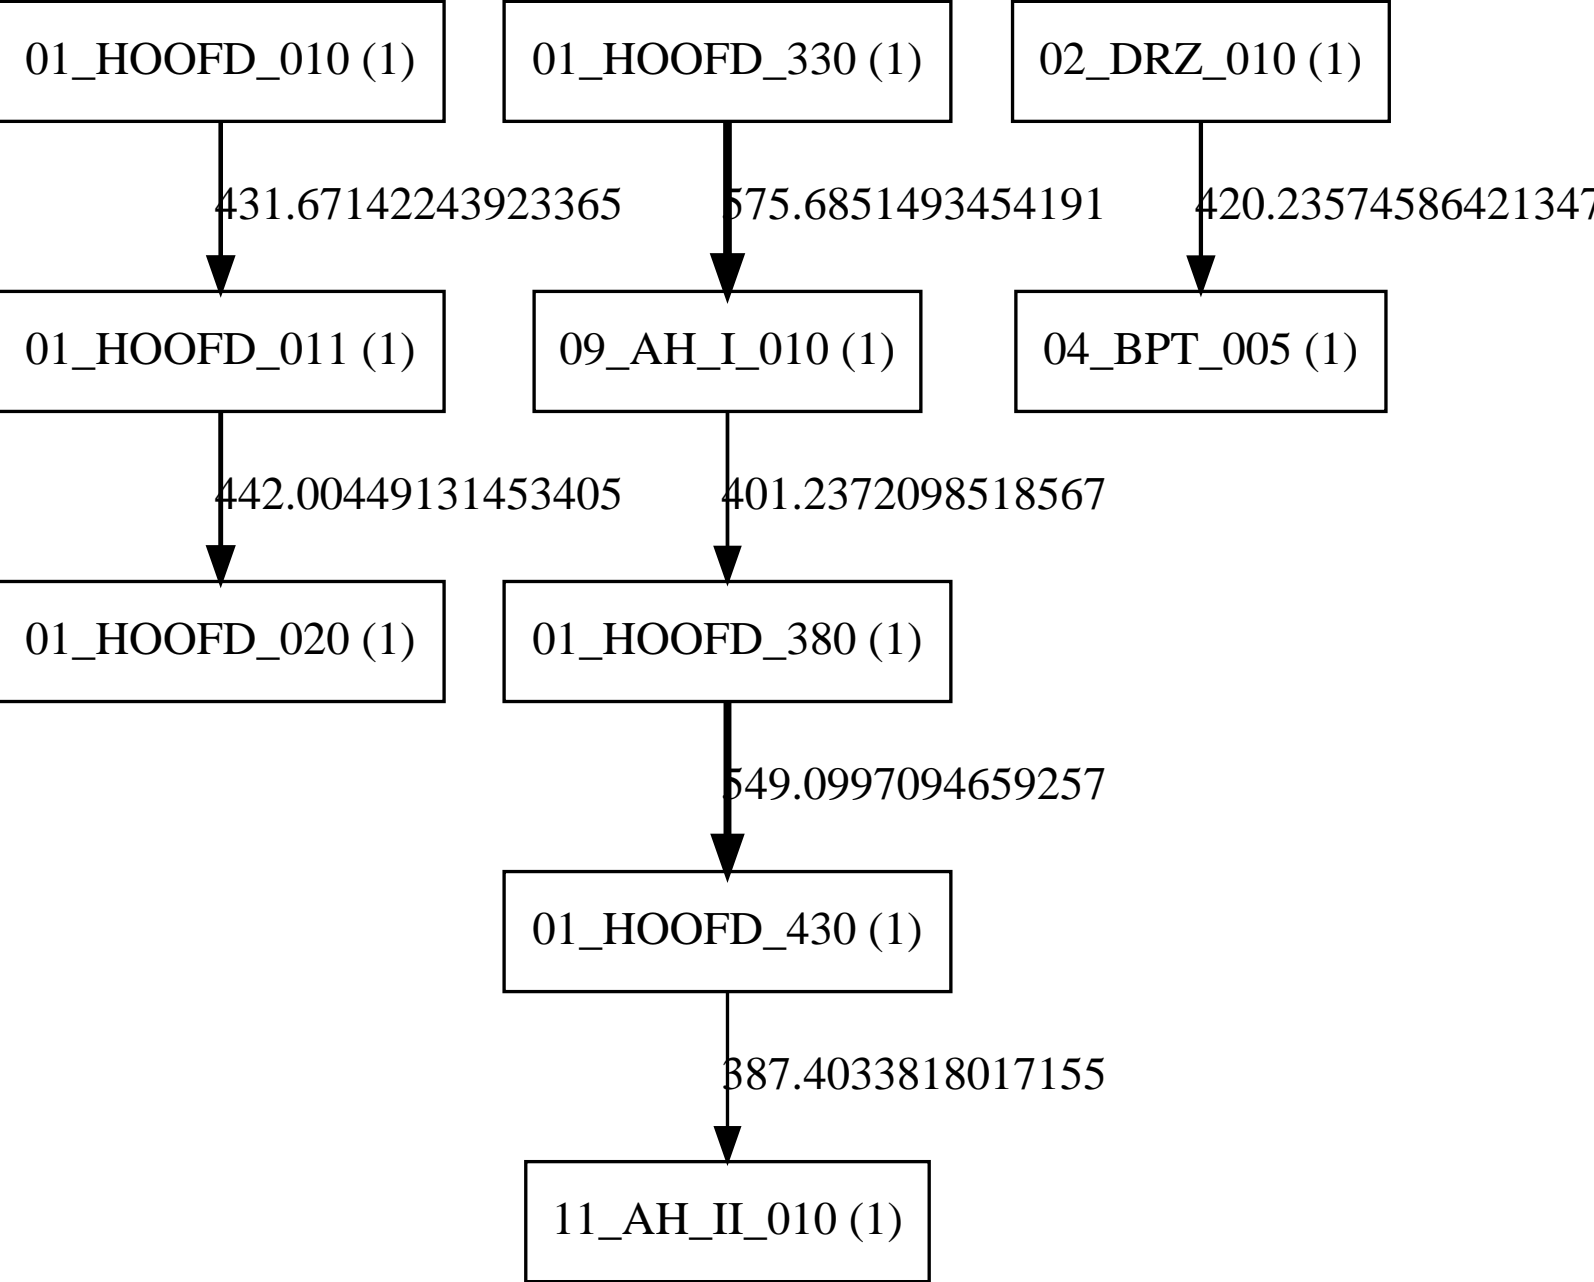 01_HOOFD_010 (1)
01_HOOFD_330 (1)
02_DRZ_010 (1)
431.67142243923365
575.6851493454191
420.23574586421347
01_HOOFD_011 (1)
09_AH_I_010 (1)
04_BPT_005 (1)
442.00449131453405
401.2372098518567
01_HOOFD_020 (1)
01_HOOFD_380 (1)
549.0997094659257
01_HOOFD_430 (1)
387.4033818017155
11_AH_II_010 (1)